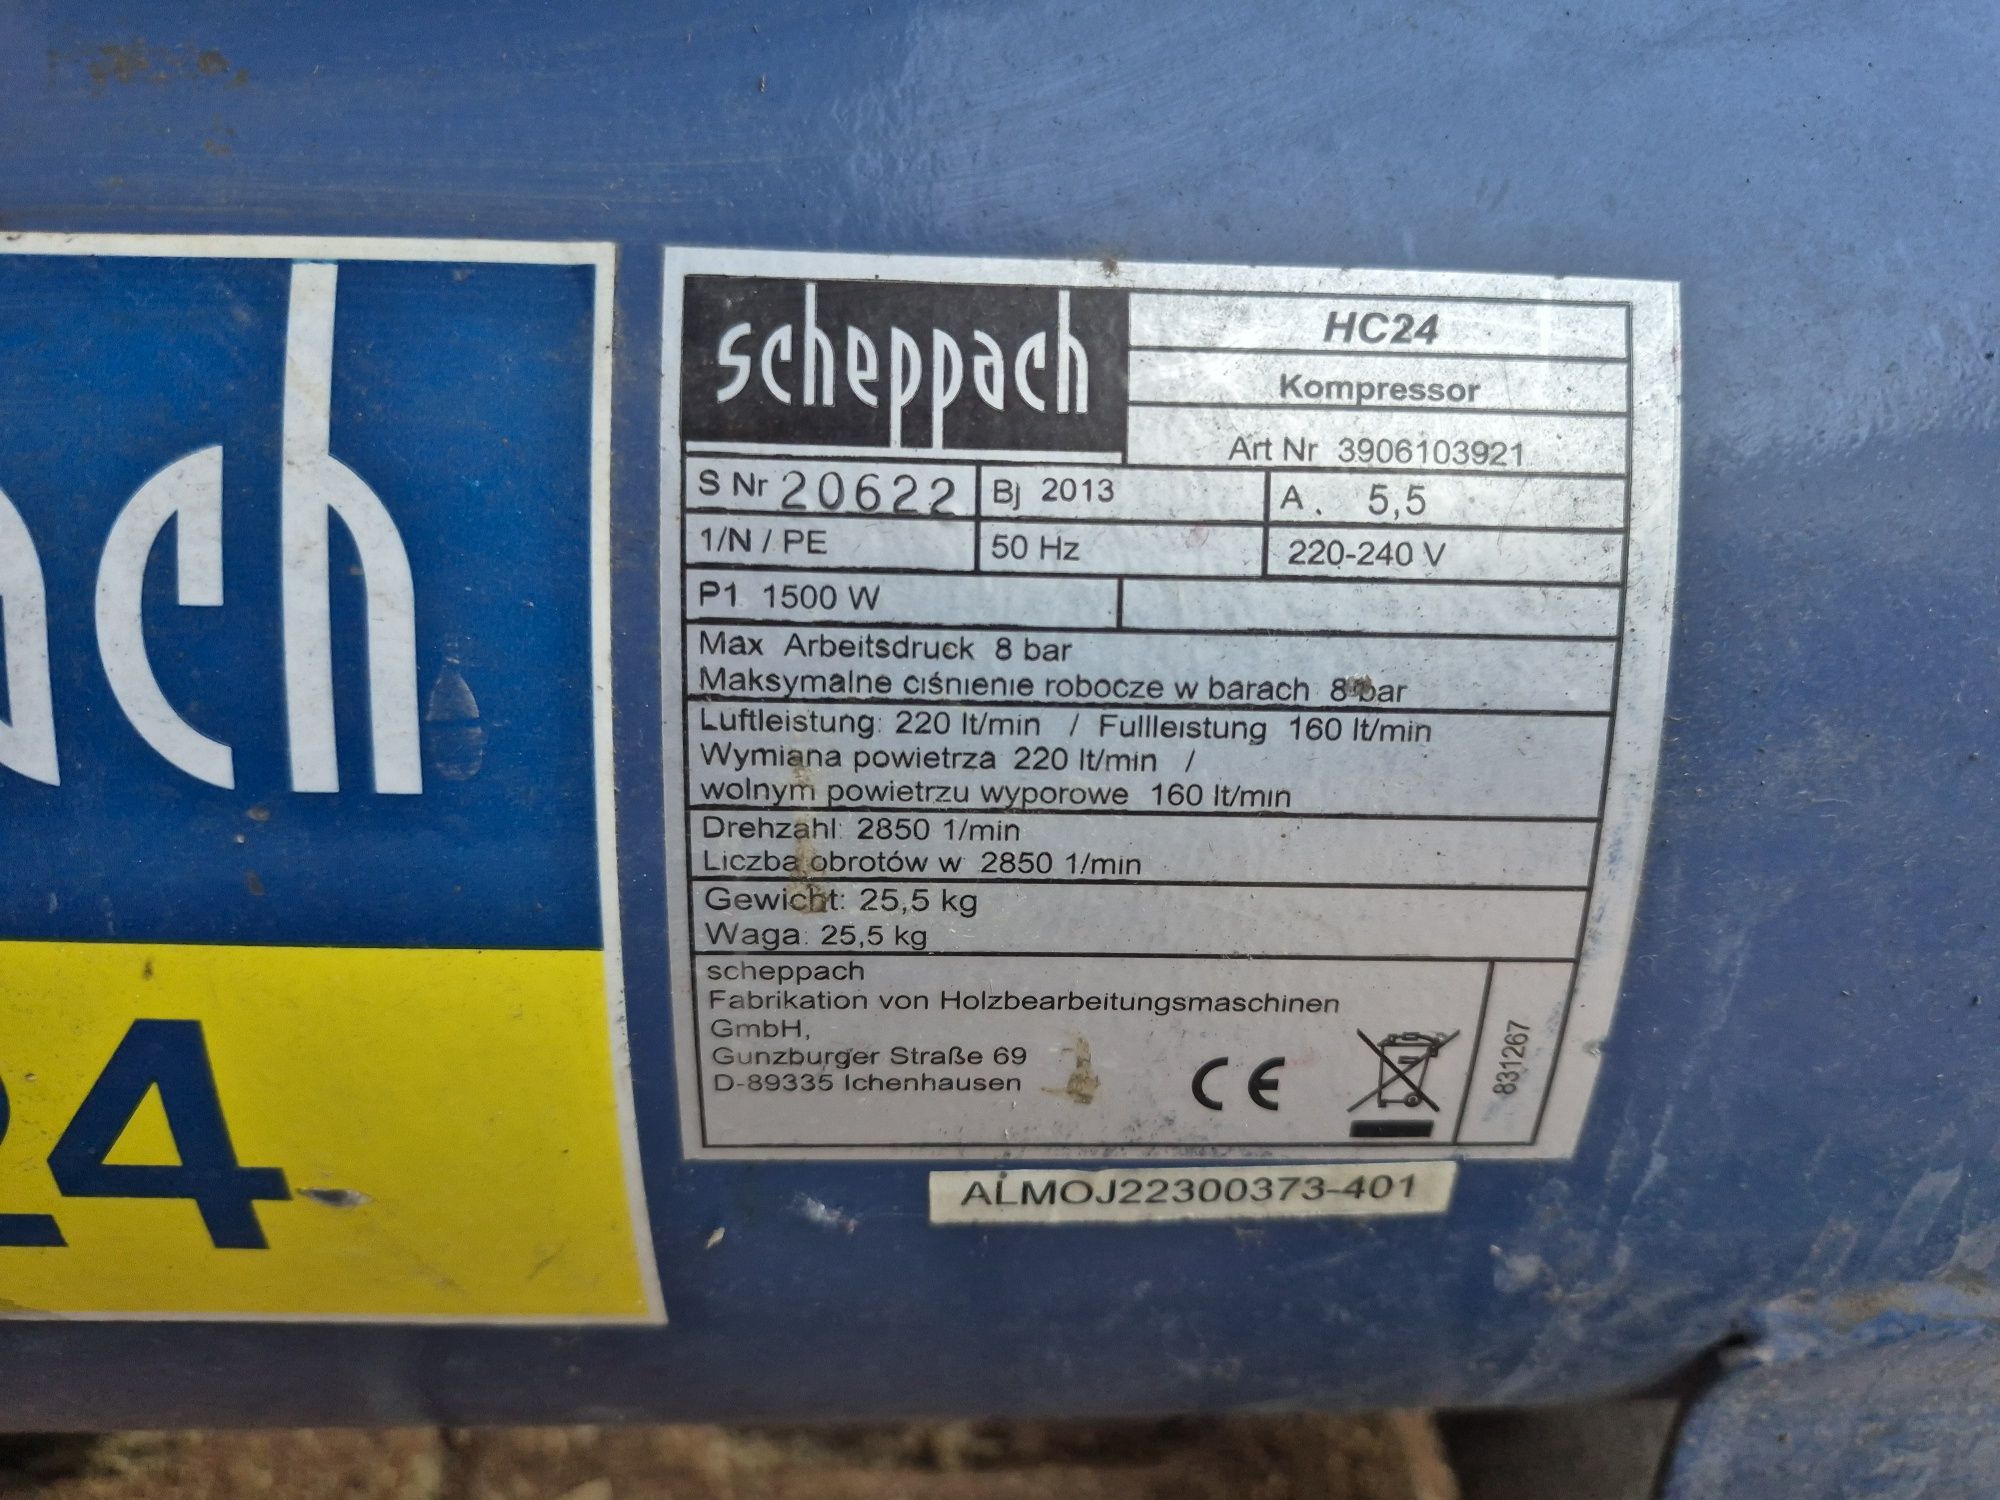 ch
24
scheppach
HC24
Kompressor
Art Nr 3906103921
S Nr 20622
Bj 2013
A. 5,5
1/N / PE
50 Hz
220-240 V
P1 1500 W
Max Arbeitsdruck 8 bar
Maksymalne ciśnienie robocze w barach 8 bar
Luftleistung: 220 lt/min / Fullleistung 160 lt/min
Wymiana powietrza 220 lt/min /
wolnym powietrzu wyporowe 160 lt/min
Drehzahl: 2850 1/min
Liczba obrotów w 2850 1/min
Gewicht: 25,5 kg
Waga: 25,5 kg
scheppach
Fabrikation von Holzbearbeitungsmaschinen
GmbH,
Gunzburger Straße 69
D-89335 Ichenhausen
CE
831267
ALMOJ22300373-401